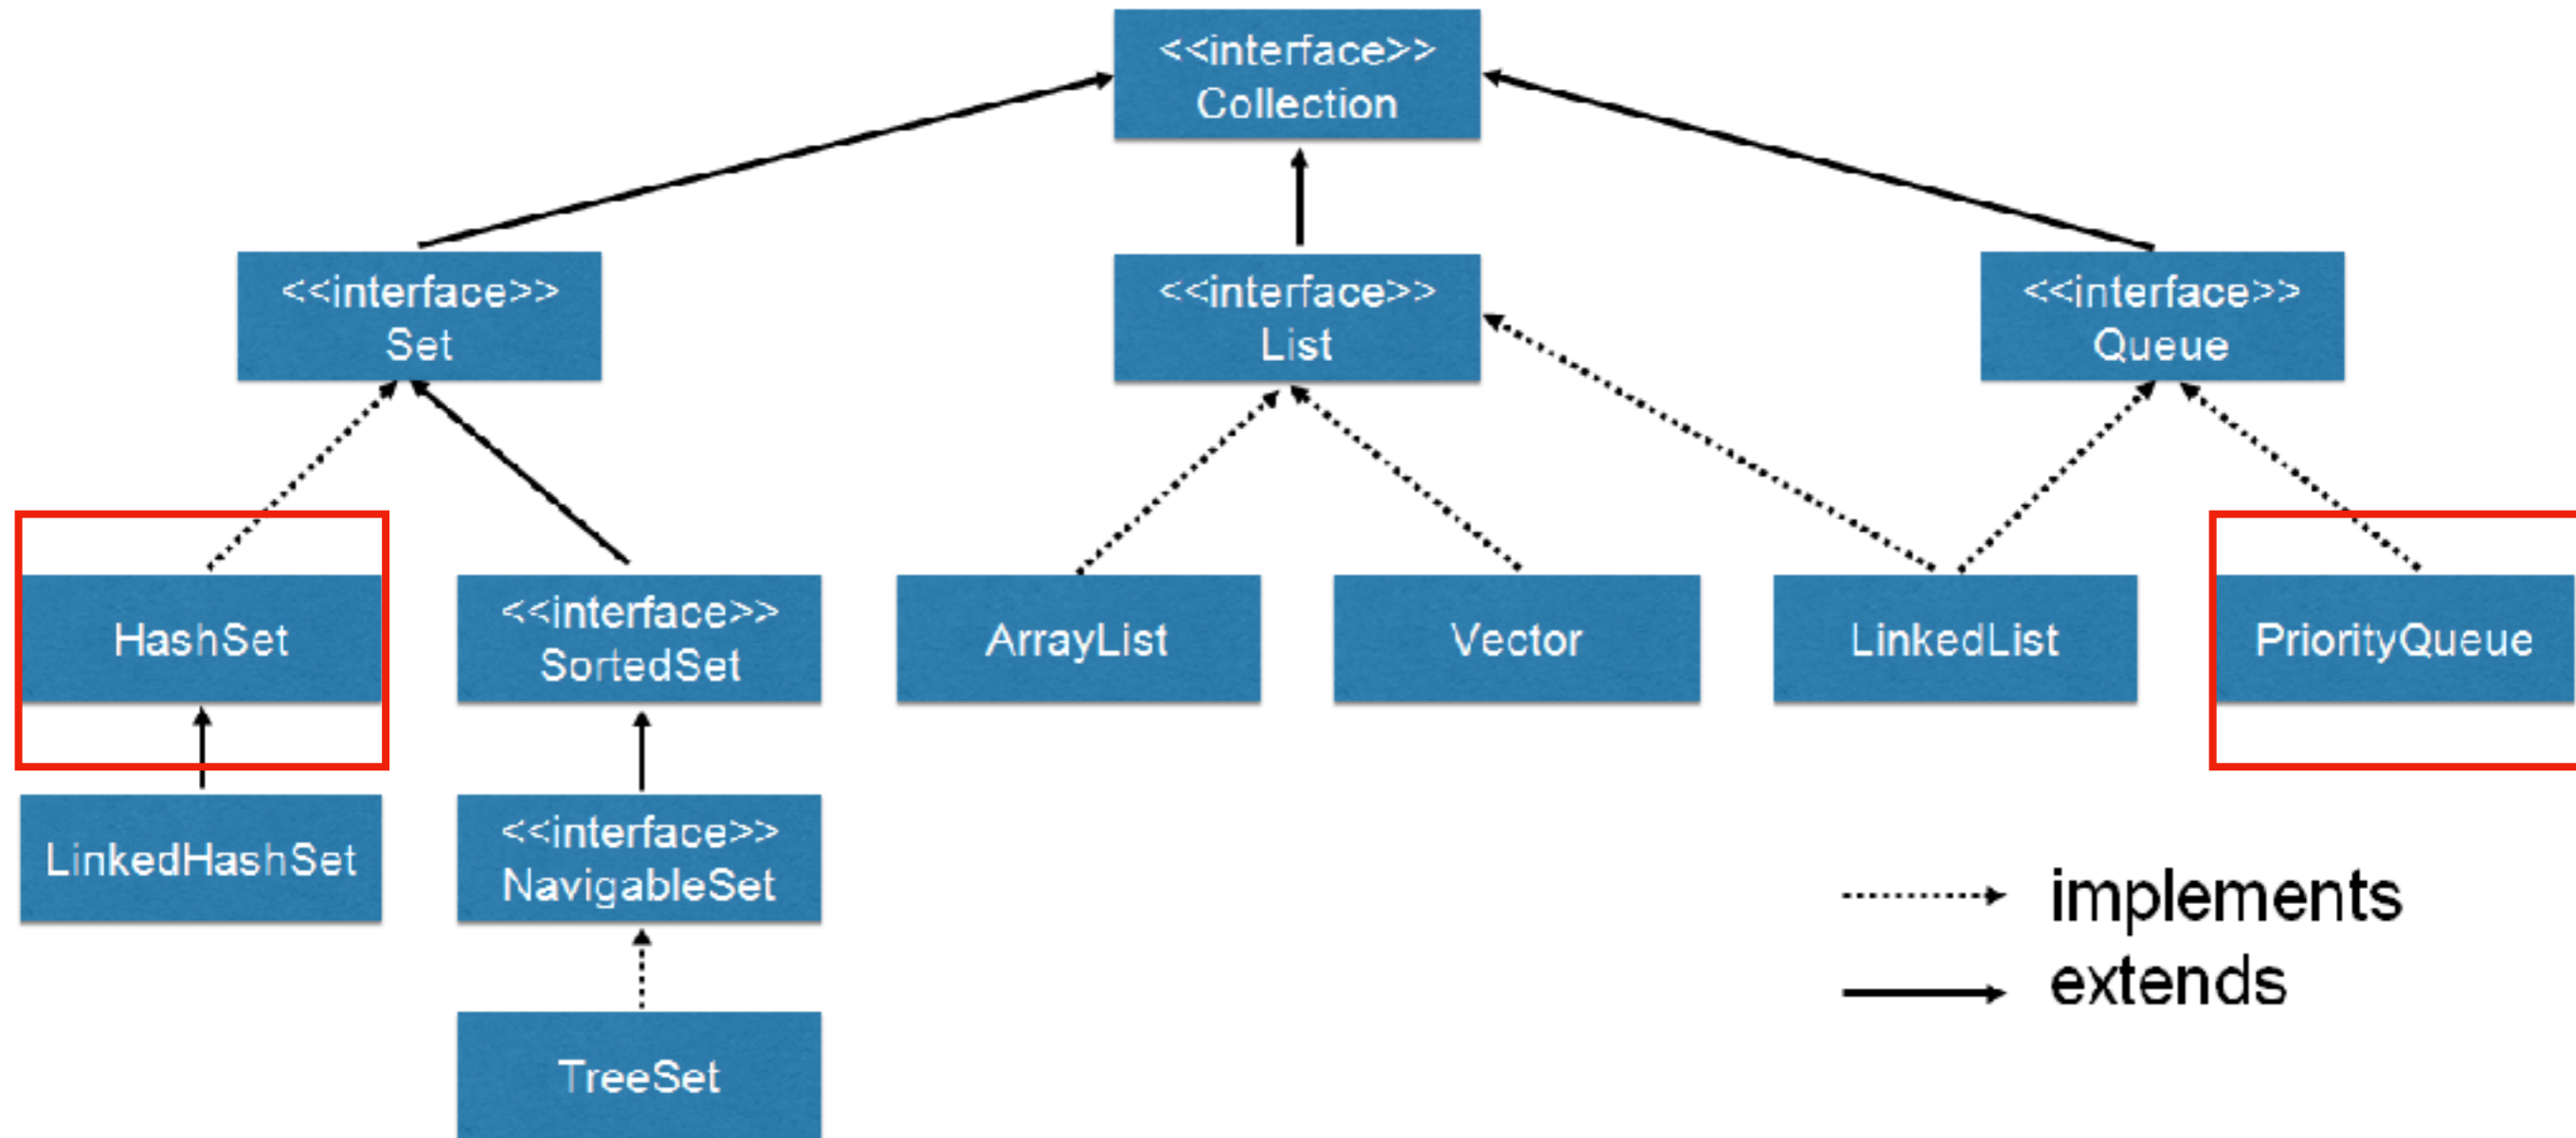 <<interface>>
Collection
<<interface>>
Set
<<interface>>
List
<<interface>>
Queue
HashSet
<<interface>>
SortedSet
ArrayList
Vector
LinkedList
PriorityQueue
LinkedHashSet
<<interface>>
NavigableSet
implements
extends
TreeSet